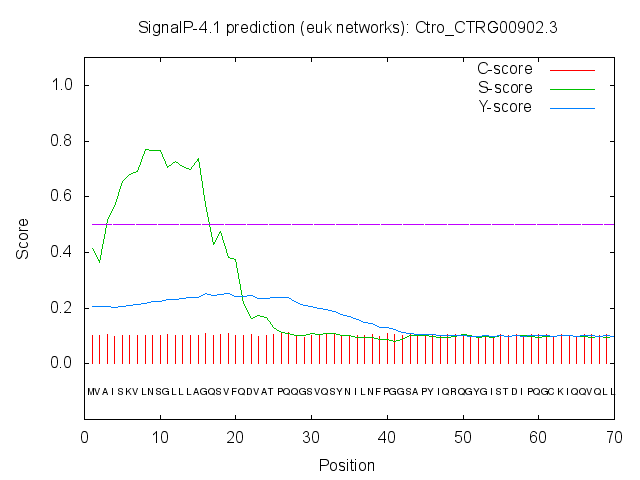 SignalP-4.1 prediction (euk networks): Ctro_CTRG00902.3
C-score
S-score
Y-score
1.0
0.8
0.6
0.4
0.2
0.0
Score
MVAISKVLNSGLLLAGQSVFQDVATPQQGSVQSYNILNFPGGSAPYIQRQGYGISTDIPQGCKIQQVQLL
0 10 20 30 40 50 60 70
Position